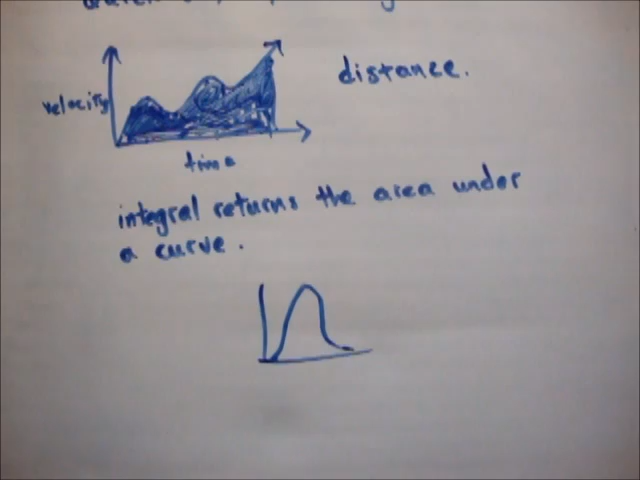 distance.
velocity
time
integral returns the area under
a curve.